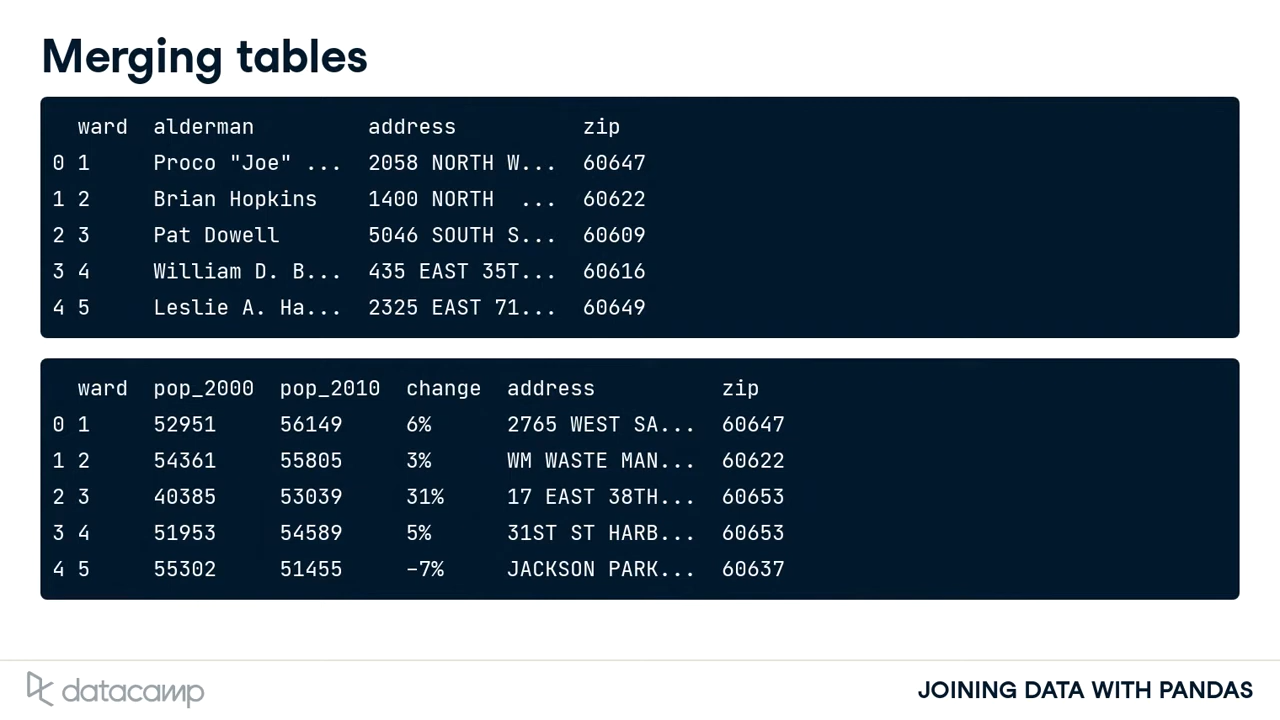 Merging tables
ward alderman address zip
0 1 Proco "Joe" ... 2058 NORTH W... 60647
1 2 Brian Hopkins 1400 NORTH ... 60622
2 3 Pat Dowell 5046 SOUTH S... 60609
3 4 William D. B... 435 EAST 35T... 60616
4 5 Leslie A. Ha... 2325 EAST 71... 60649
ward pop_2000 pop_2010 change address zip
0 1 52951 56149 6% 2765 WEST SA... 60647
1 2 54361 55805 3% WM WASTE MAN... 60622
2 3 40385 53039 31% 17 EAST 38TH... 60653
3 4 51953 54589 5% 31ST ST HARB... 60653
4 5 55302 51455 -7% JACKSON PARK... 60637
datacamp
JOINING DATA WITH PANDAS